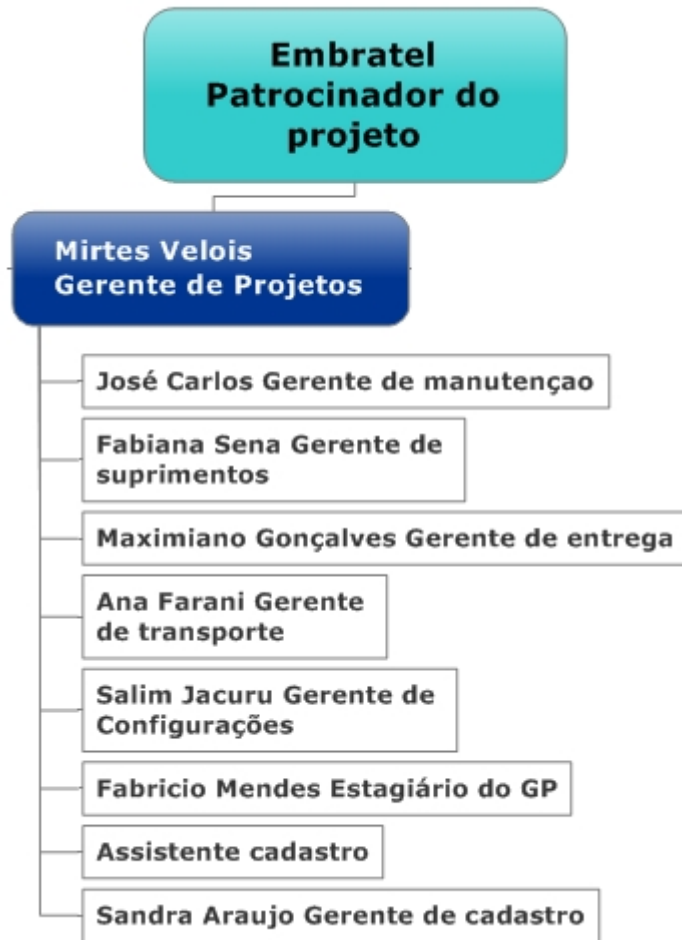 Embratel
Patrocinador do
projeto
Mirtes Velois
Gerente de Projetos
José Carlos Gerente de manutençao
Fabiana Sena Gerente de
suprimentos
Maximiano Gonçalves Gerente de entrega
Ana Farani Gerente
de transporte
Salim Jacuru Gerente de
Configurações
Fabricio Mendes Estagiário do GP
Assistente cadastro
Sandra Araujo Gerente de cadastro